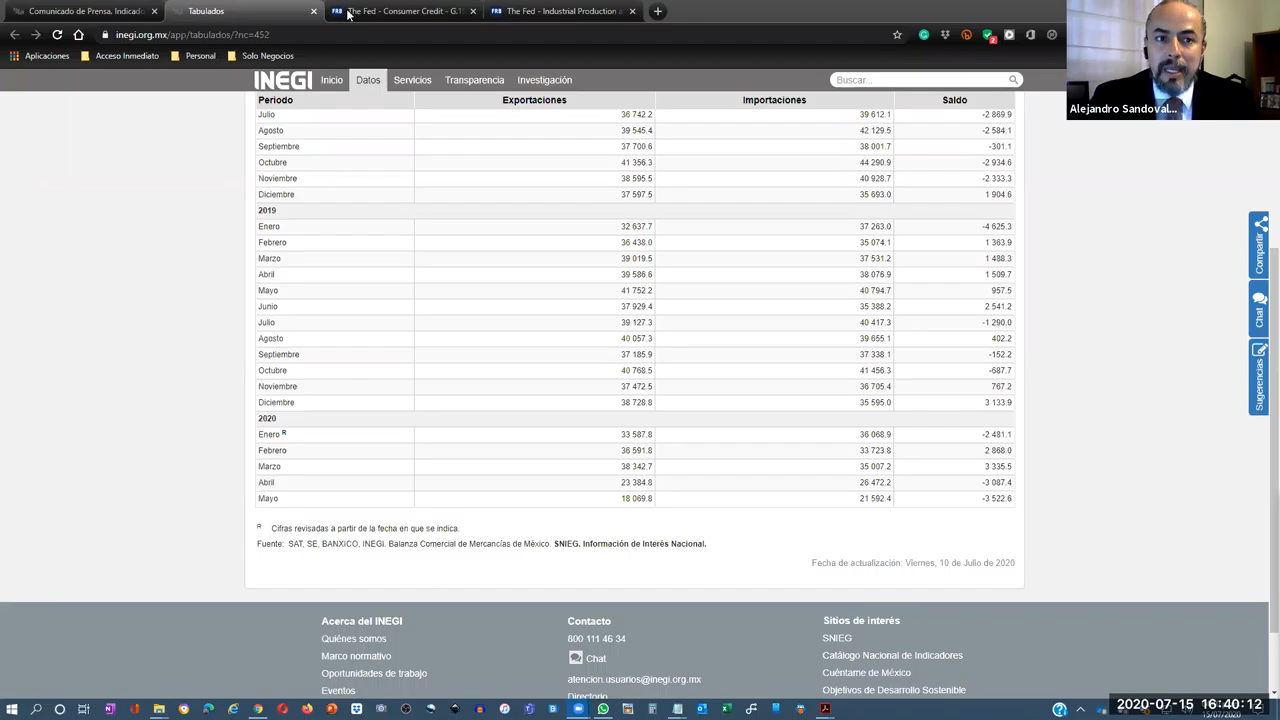 Comunicado de Prensa, Indicador
Tabulados
The Fed - Consumer Credit - G.1
The Fed - Industrial Production a
inegi.org.mx/app/tabulados/?nc=452
Aplicaciones
Acceso Inmediato
Personal
Solo Negocios
INEGI
Inicio
Datos
Servicios
Transparencia
Investigación
Buscar...
Periodo Exportaciones Importaciones Saldo
Julio 36 742.2 39 612.1 -2 869.9
Agosto 39 545.4 42 129.5 -2 584.1
Septiembre 37 700.6 38 001.7 -301.1
Octubre 41 356.3 44 290.9 -2 934.6
Noviembre 38 595.5 40 928.7 -2 333.3
Diciembre 37 597.5 35 693.0 1 904.6
2019
Enero 32 637.7 37 263.0 -4 625.3
Febrero 36 438.0 35 074.1 1 363.9
Marzo 39 019.5 37 531.2 1 488.3
Abril 39 586.6 38 076.9 1 509.7
Mayo 41 752.2 40 794.7 957.5
Junio 37 929.4 35 388.2 2 541.2
Julio 39 127.3 40 417.3 -1 290.0
Agosto 40 057.3 39 655.1 402.2
Septiembre 37 185.9 37 338.1 -152.2
Octubre 40 768.5 41 456.3 -687.7
Noviembre 37 472.5 36 705.4 767.2
Diciembre 38 728.8 35 595.0 3 133.9
2020
Enero R 33 587.8 36 068.9 -2 481.1
Febrero 36 591.8 33 723.8 2 868.0
Marzo 38 342.7 35 007.2 3 335.5
Abril 23 384.8 26 472.2 -3 087.4
Mayo 18 069.8 21 592.4 -3 522.6
R Cifras revisadas a partir de la fecha en que se indica.
Fuente: SAT, SE, BANXICO, INEGI. Balanza Comercial de Mercancías de México. SNIEG. Información de Interés Nacional.
Fecha de actualización: Viernes, 10 de Julio de 2020
Acerca del INEGI
Quiénes somos
Marco normativo
Oportunidades de trabajo
Eventos
Contacto
800 111 46 34
Chat
atencion.usuarios@inegi.org.mx
Directorio
Sitios de interés
SNIEG
Catálogo Nacional de Indicadores
Cuéntame de México
Objetivos de Desarrollo Sostenible
Compartir
Chat
Sugerencias
Alejandro Sandoval...
2020-07-15 16:40:12
15/07/2020